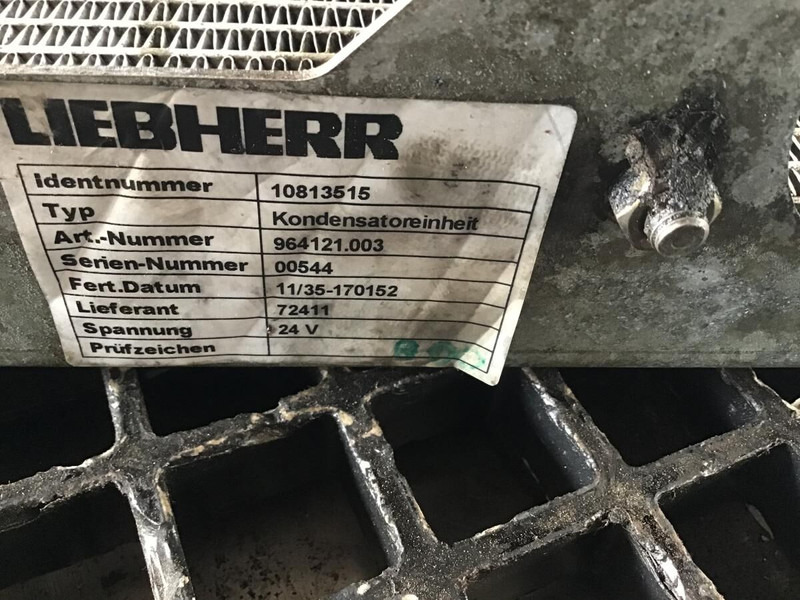 LIEBHERR
Identnummer 10813515
Typ Kondensatoreinheit
Art.-Nummer 964121.003
Serien-Nummer 00544
Fert.Datum 11/35-170152
Lieferant 72411
Spannung 24 V
Prüfzeichen